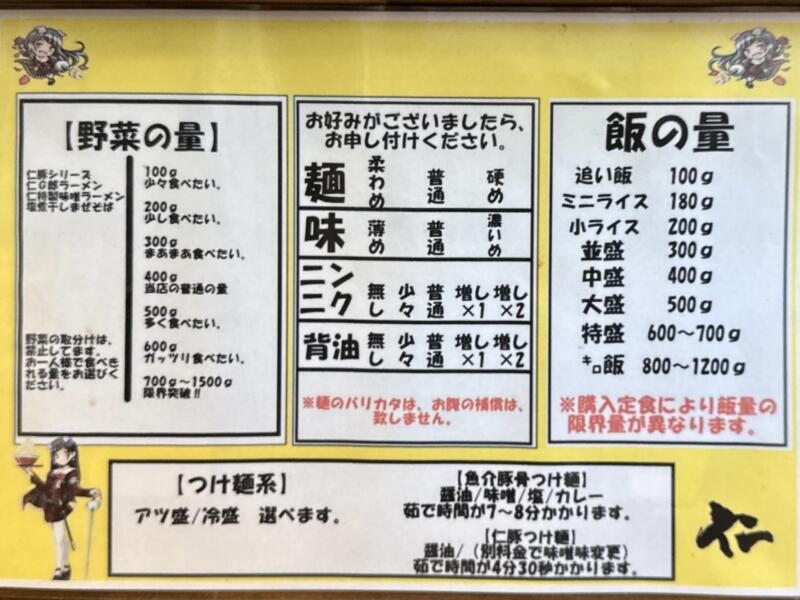 【野菜の量】
仁豚シリーズ
仁G郎ラーメン
仁特製味噌ラーメン
塩煮干しまぜそば
野菜の取分けは、
禁止してます。
お一人様で食べき
れる量をお選びく
ださい。
100g
少々食べたい。
200g
少し食べたい。
300g
まあまあ食べたい。
400g
当店の普通の量
500g
多く食べたい。
600g
ガッツリ食べたい。
700g～1500g
限界突破!!
お好みがございましたら、
お申し付けください。
麺 柔わめ 普通 硬め
味 薄め 普通 濃いめ
ニンニク 無し 少々 普通 増し×1 増し×2
背油 無し 少々 普通 増し×1 増し×2
※麺のバリカタは、お腹の補償は、
致しません。
飯の量
追い飯 100g
ミニライス 180g
小ライス 200g
並盛 300g
中盛 400g
大盛 500g
特盛 600～700g
キロ飯 800～1200g
※購入定食により飯量の
限界量が異なります。
【つけ麺系】
アツ盛/冷盛 選べます。
【魚介豚骨つけ麺】
醤油/味噌/塩/カレー
茹で時間が7～8分かかります。
【仁豚つけ麺】
醤油/(別料金で味噌味変更)
茹で時間が4分30秒かかります。
仁